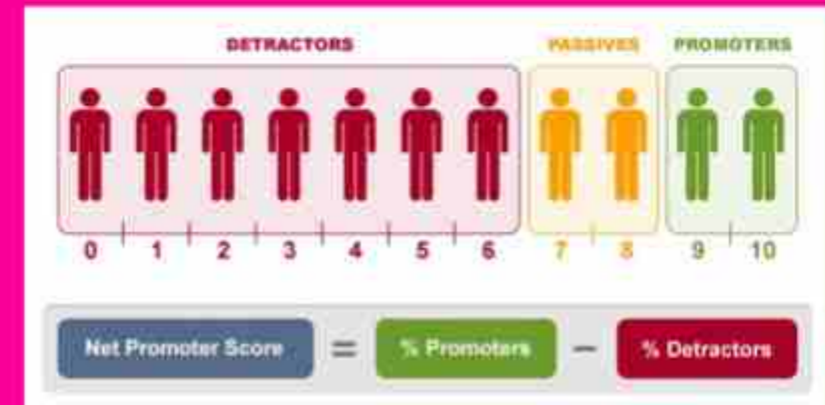 DETRACTORS PASSIVES PROMOTERS
0 1 2 3 4 5 6 7 8 9 10
Net Promoter Score = % Promoters – % Detractors